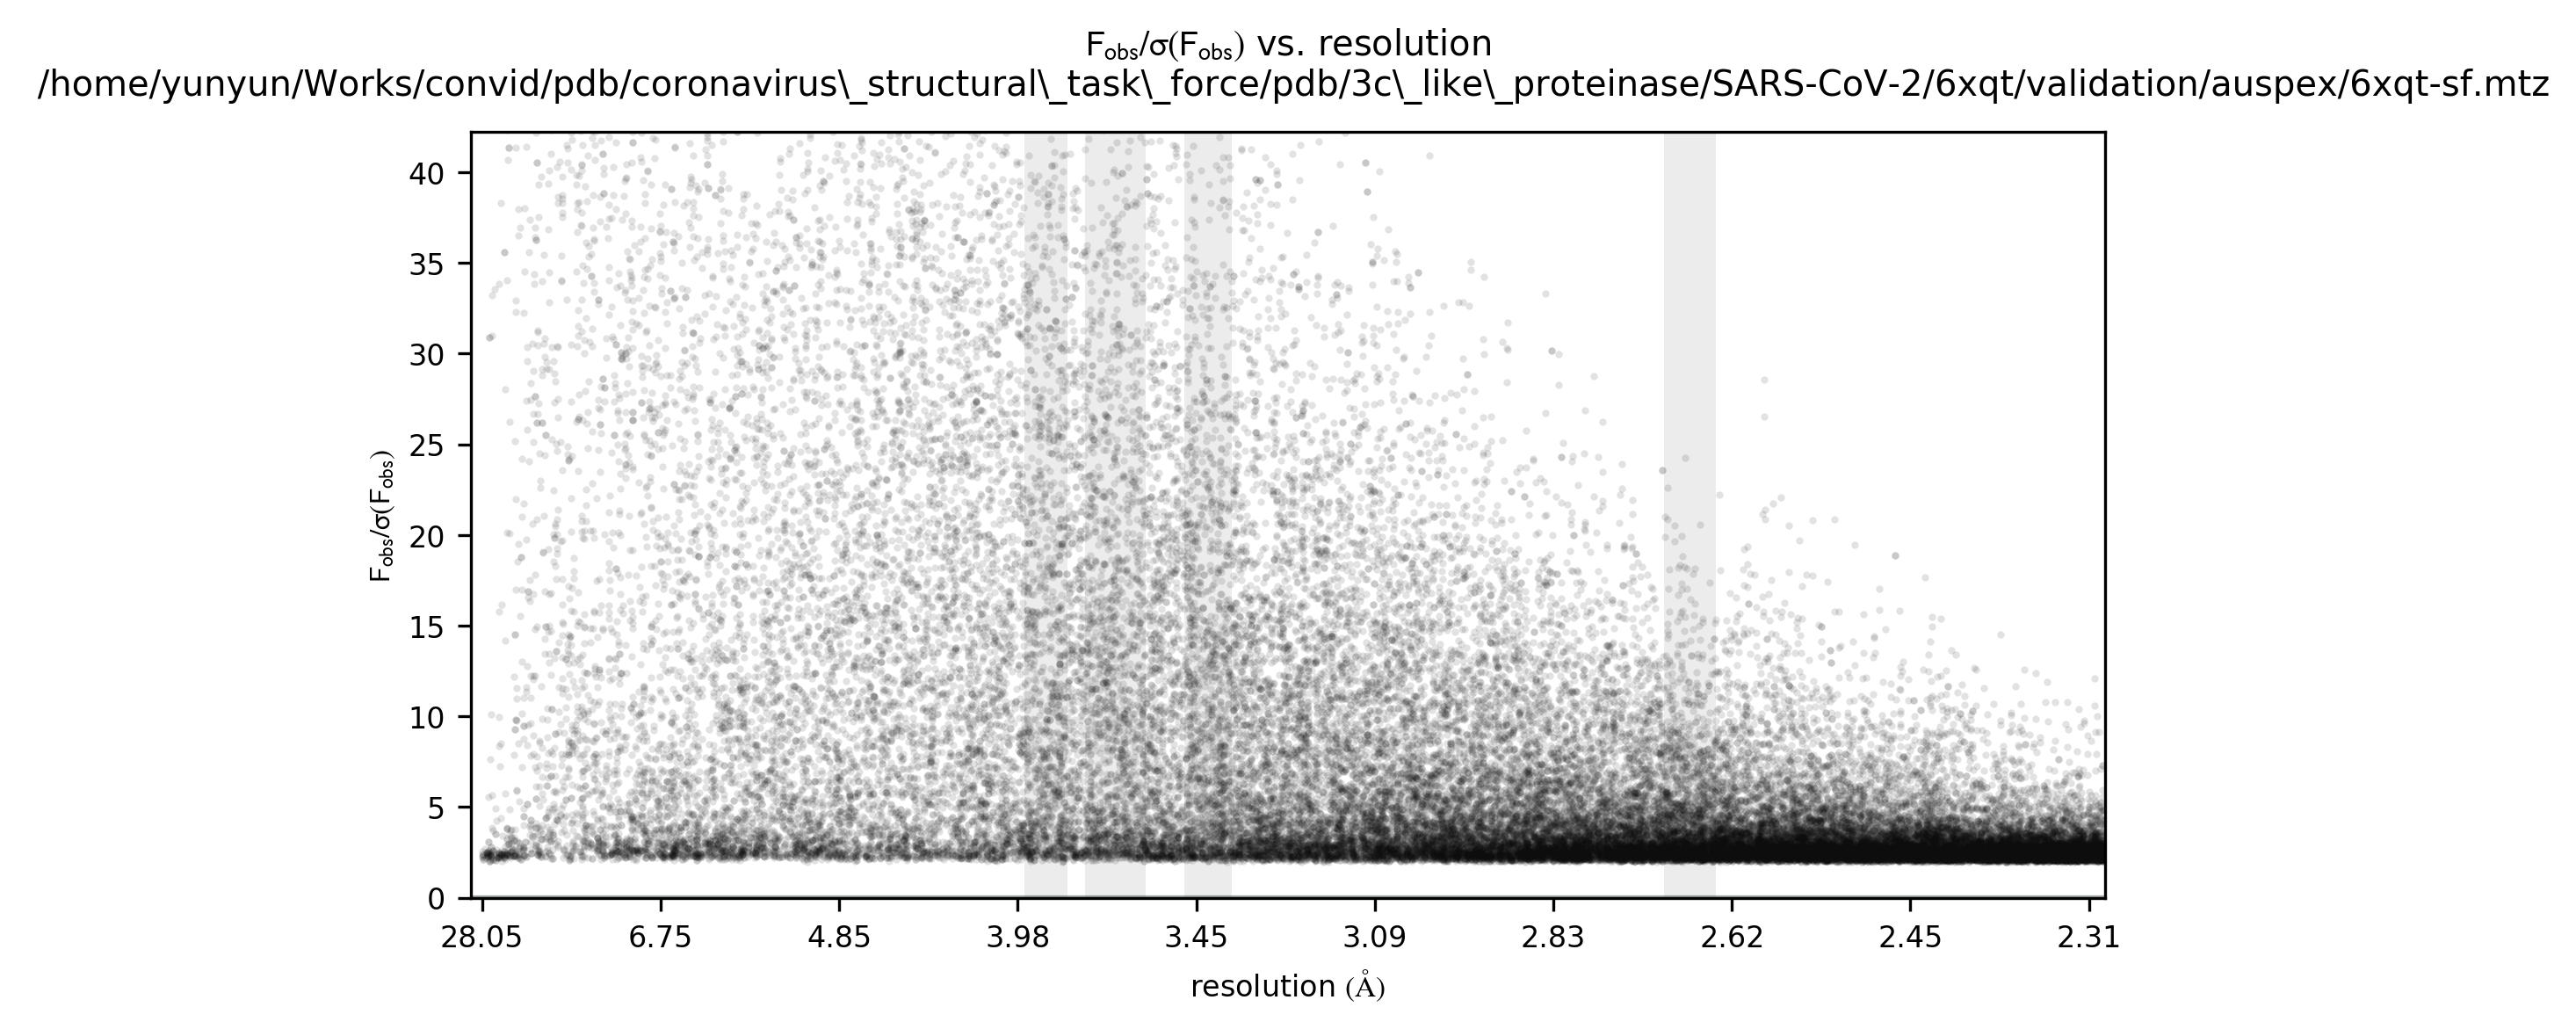 Fobs/σ(Fobs) vs. resolution
/home/yunyun/Works/convid/pdb/coronavirus\_structural\_task\_force/pdb/3c\_like\_proteinase/SARS-CoV-2/6xqt/validation/auspex/6xqt-sf.mtz
Fobs/σ(Fobs)
40
35
30
25
20
15
10
5
0
28.05 6.75 4.85 3.98 3.45 3.09 2.83 2.62 2.45 2.31
resolution (Å)